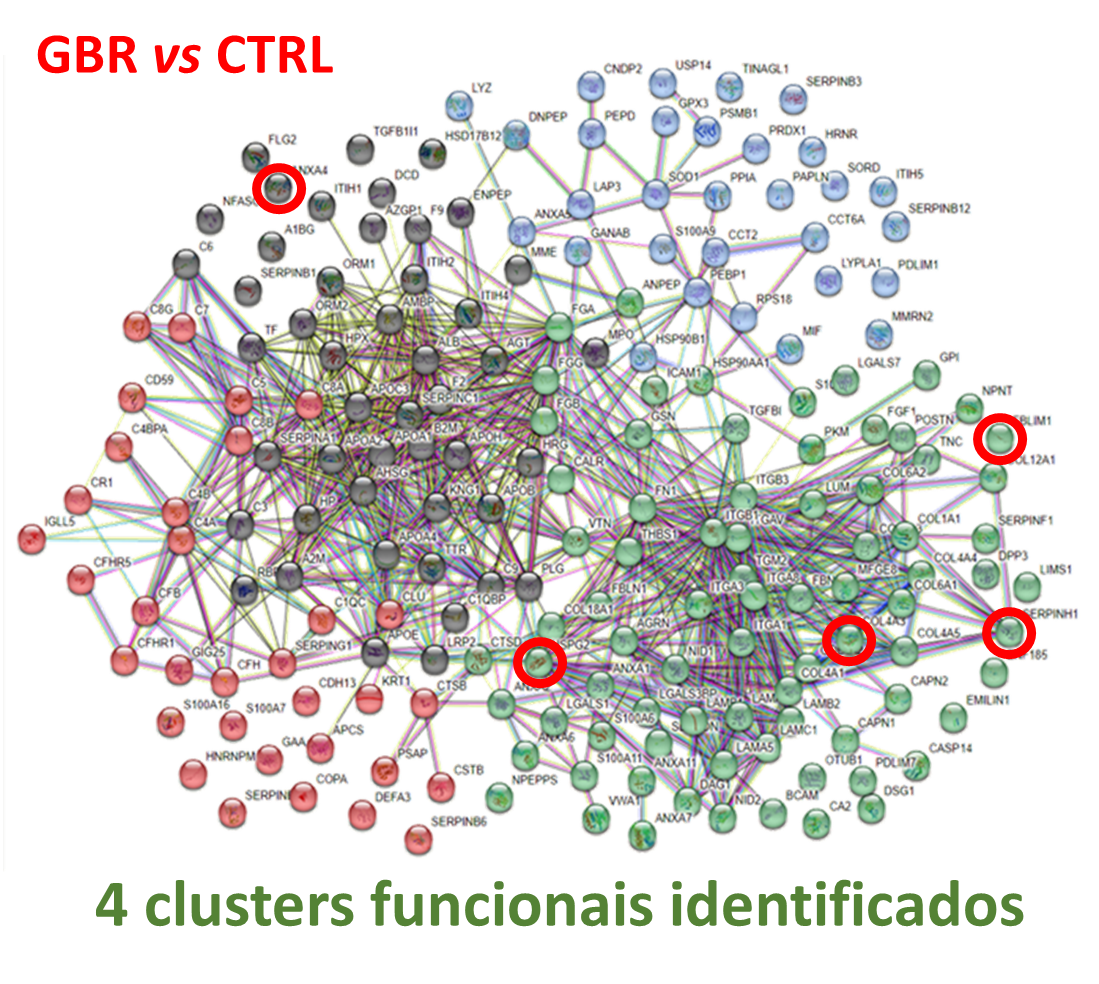 GBR vs CTRL
CNDP2
USP14
TINAGL1
SERPINB3
LYZ
GPX3
DNPEP
PEPD
PSMB1
TGFB1I1
HSD17B12
PRDX1
HRNR
FLG2
ANXA4
DCD
SOD1
SORD
ITIH1
ENPEP
LAP3
PPIA
PAPLN
ITIH5
AZGP1
F9
SERPINB12
A1BG
GANAB
S100A9
CCT2
CCT6A
C6
MME
ITIH2
SERPINB1
ORM1
ANPEP
PEBP1
LYPLA1
PDLIM1
ORM2
AMBP
ITIH4
FGA
RPS18
C8G
C7
MMRN2
TF
HPX
ALB
AGT
MPO
HSP90B1
MIF
FGG
ICAM1
HSP90AA1
LGALS7
GPI
CD59
C5
C8A
APOC3
F2
SERPINC1
FGB
NPNT
C4BPA
C8B
GSN
TGFBI
FGF1
POSTN
SERPINA1
APOA2
APOA1
B2M
APOH
HRG
PKM
TNC
CR1
AHSG
CALR
COL6A2
IGLL5
C4B
C3
HP
KNG1
APOB
FN1
ITGB3
LUM
C4A
VTN
ITGB1
COL1A1
SERPINF1
CFHR5
A2M
APOA4
TTR
C9
PLG
THBS1
TGM2
MFGE8
COL4A4
DPP3
LIMS1
CFB
C1QC
CLU
C1QBP
FBLN1
ITGA3
ITGA8
COL6A1
COL18A1
CFHR1
GIG25
CFH
SERPING1
APOE
LRP2
CTSD
AGRN
ITGA1
COL4A3
COL4A5
SERPINH1
NID1
CDH13
KRT1
CTSB
ANXA1
COL4A1
CAPN2
EMILIN1
S100A16
S100A7
LGALS1
LGALS3BP
LAMB2
APCS
S100A6
LAMC1
CAPN1
HNRNPM
GAA
PSAP
ANXA6
LAMA5
CASP14
COPA
CSTB
NPEPPS
S100A11
ANXA11
DAG1
OTUB1
PDLIM7
DEFA3
SERPINB6
VWA1
ANXA7
NID2
BCAM
CA2
DSG1
4 clusters funcionais identificados